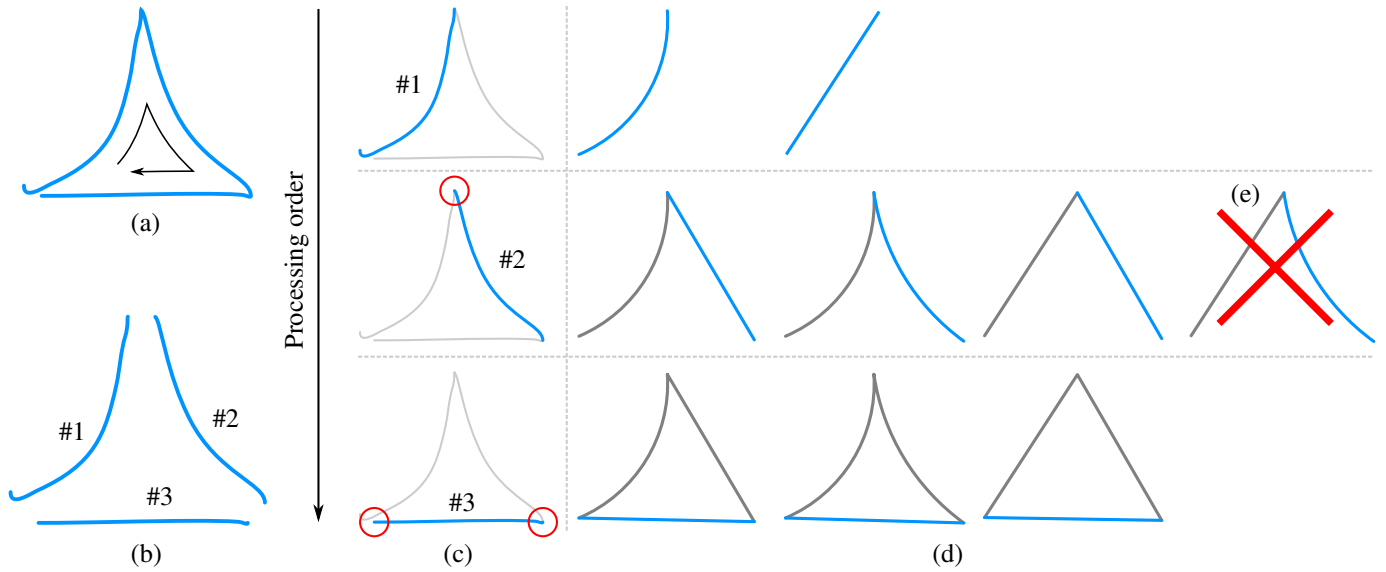 (a)
#1
#2
#3
(b)
Processing order
#1
#2
#3
(c)
(e)
(d)